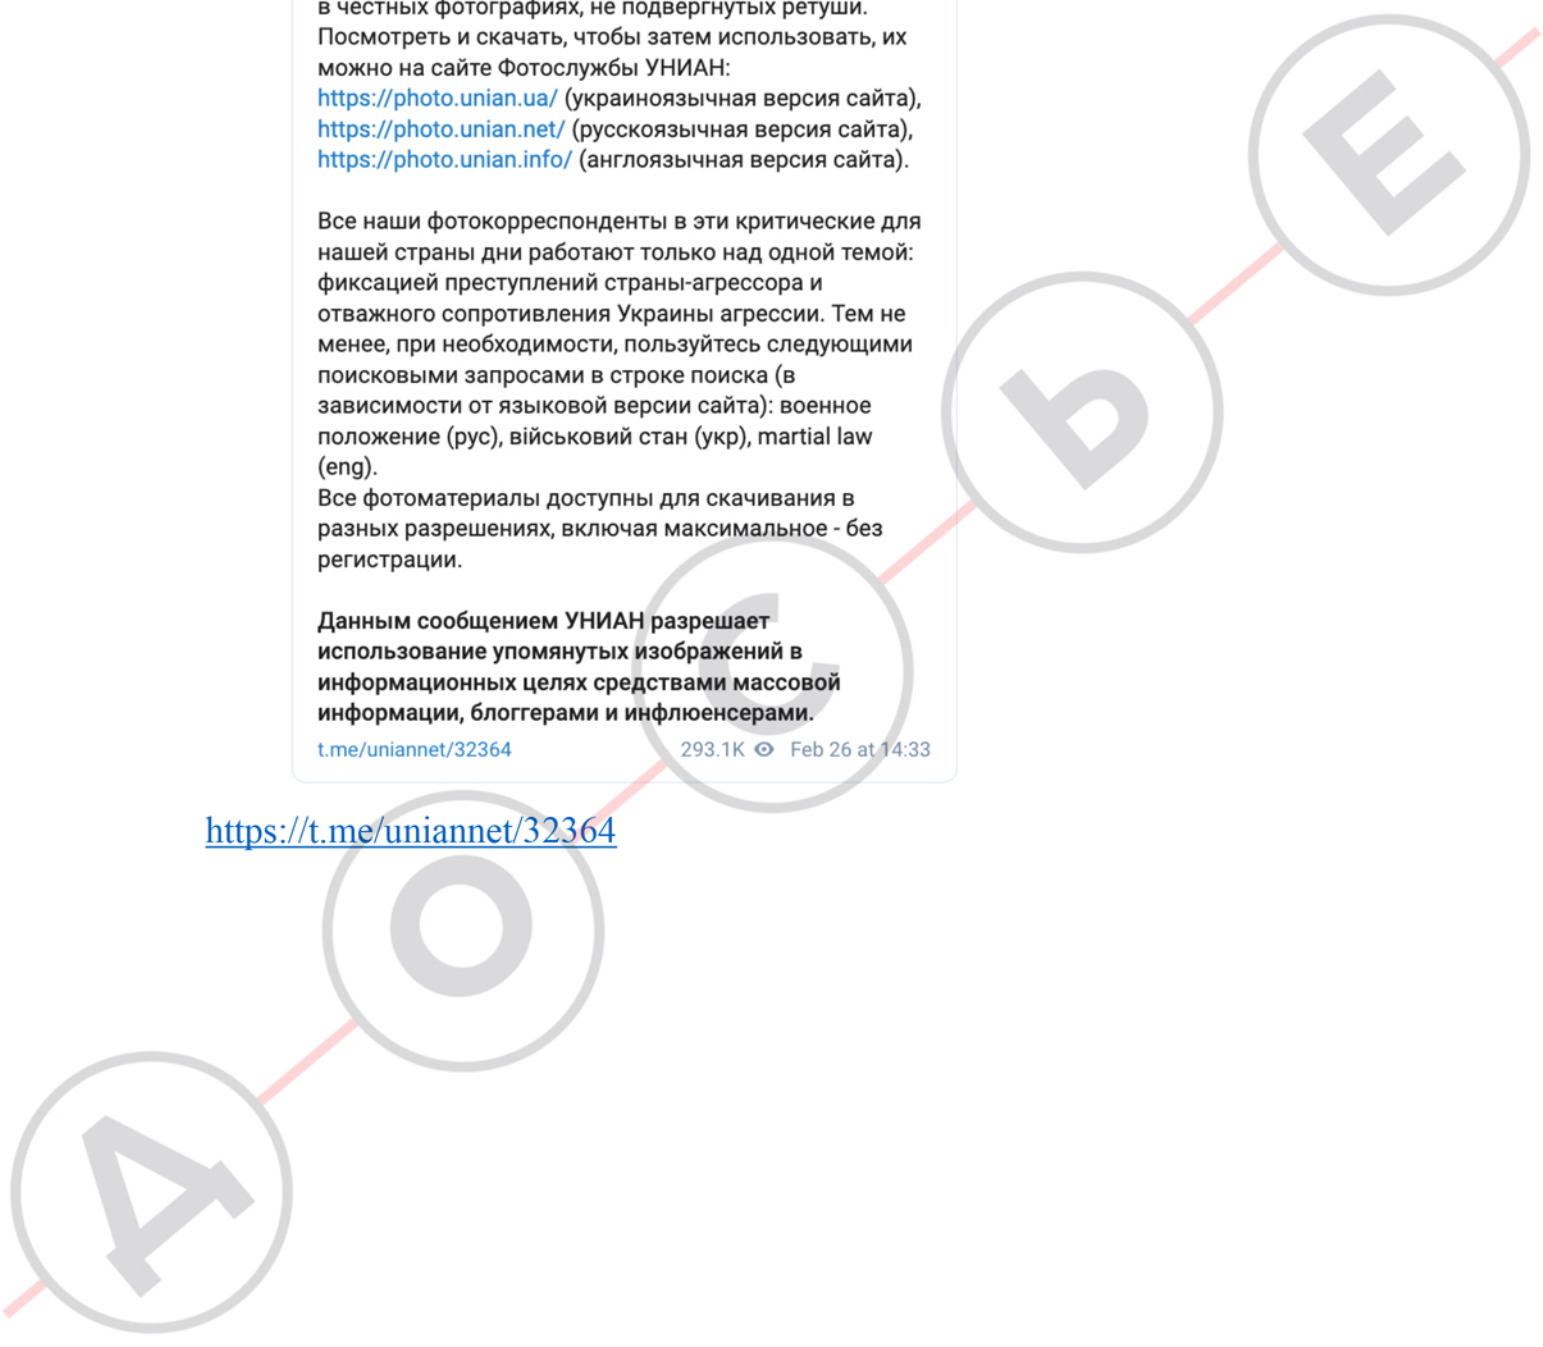 в честных фотографиях, не подвергнутых ретуши.
Посмотреть и скачать, чтобы затем использовать, их
можно на сайте Фотослужбы УНИАН:
https://photo.unian.ua/ (украиноязычная версия сайта),
https://photo.unian.net/ (русскоязычная версия сайта),
https://photo.unian.info/ (англоязычная версия сайта).
Все наши фотокорреспонденты в эти критические для
нашей страны дни работают только над одной темой:
фиксацией преступлений страны-агрессора и
отважного сопротивления Украины агрессии. Тем не
менее, при необходимости, пользуйтесь следующими
поисковыми запросами в строке поиска (в
зависимости от языковой версии сайта): военное
положение (рус), військовий стан (укр), martial law
(eng).
Все фотоматериалы доступны для скачивания в
разных разрешениях, включая максимальное - без
регистрации.
Данным сообщением УНИАН разрешает
использование упомянутых изображений в
информационных целях средствами массовой
информации, блоггерами и инфлюенсерами.
t.me/uniannet/32364 293.1K Feb 26 at 14:33
https://t.me/uniannet/32364
ДОСЬЕ